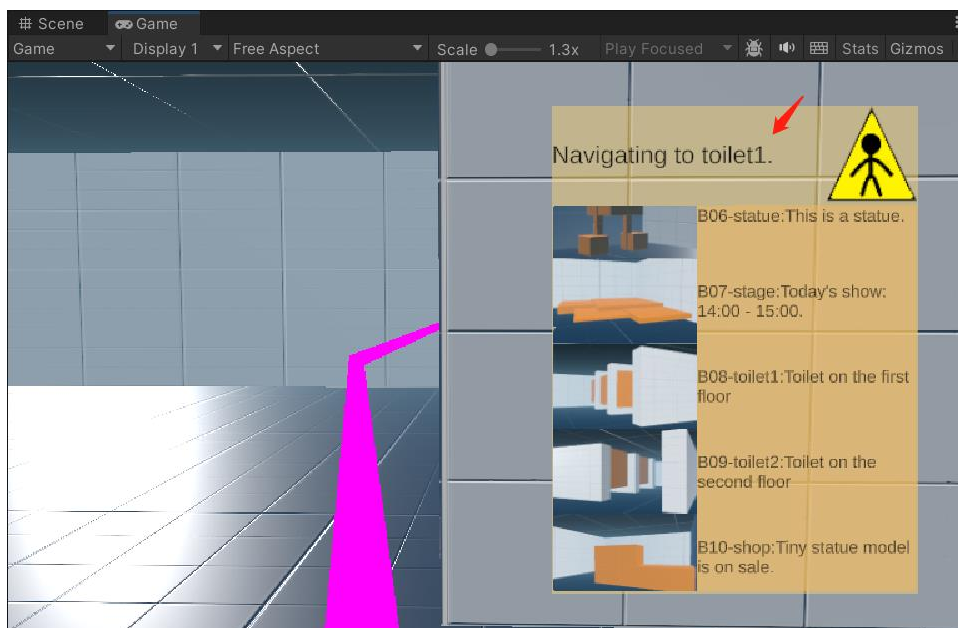 Scene
Game
Game
Display 1
Free Aspect
Scale
1.3x
Play Focused
Stats
Gizmos
Navigating to toilet1.
B06-statue:This is a statue.
B07-stage:Today's show:
14:00 - 15:00.
B08-toilet1:Toilet on the first
floor
B09-toilet2:Toilet on the
second floor
B10-shop:Tiny statue model
is on sale.